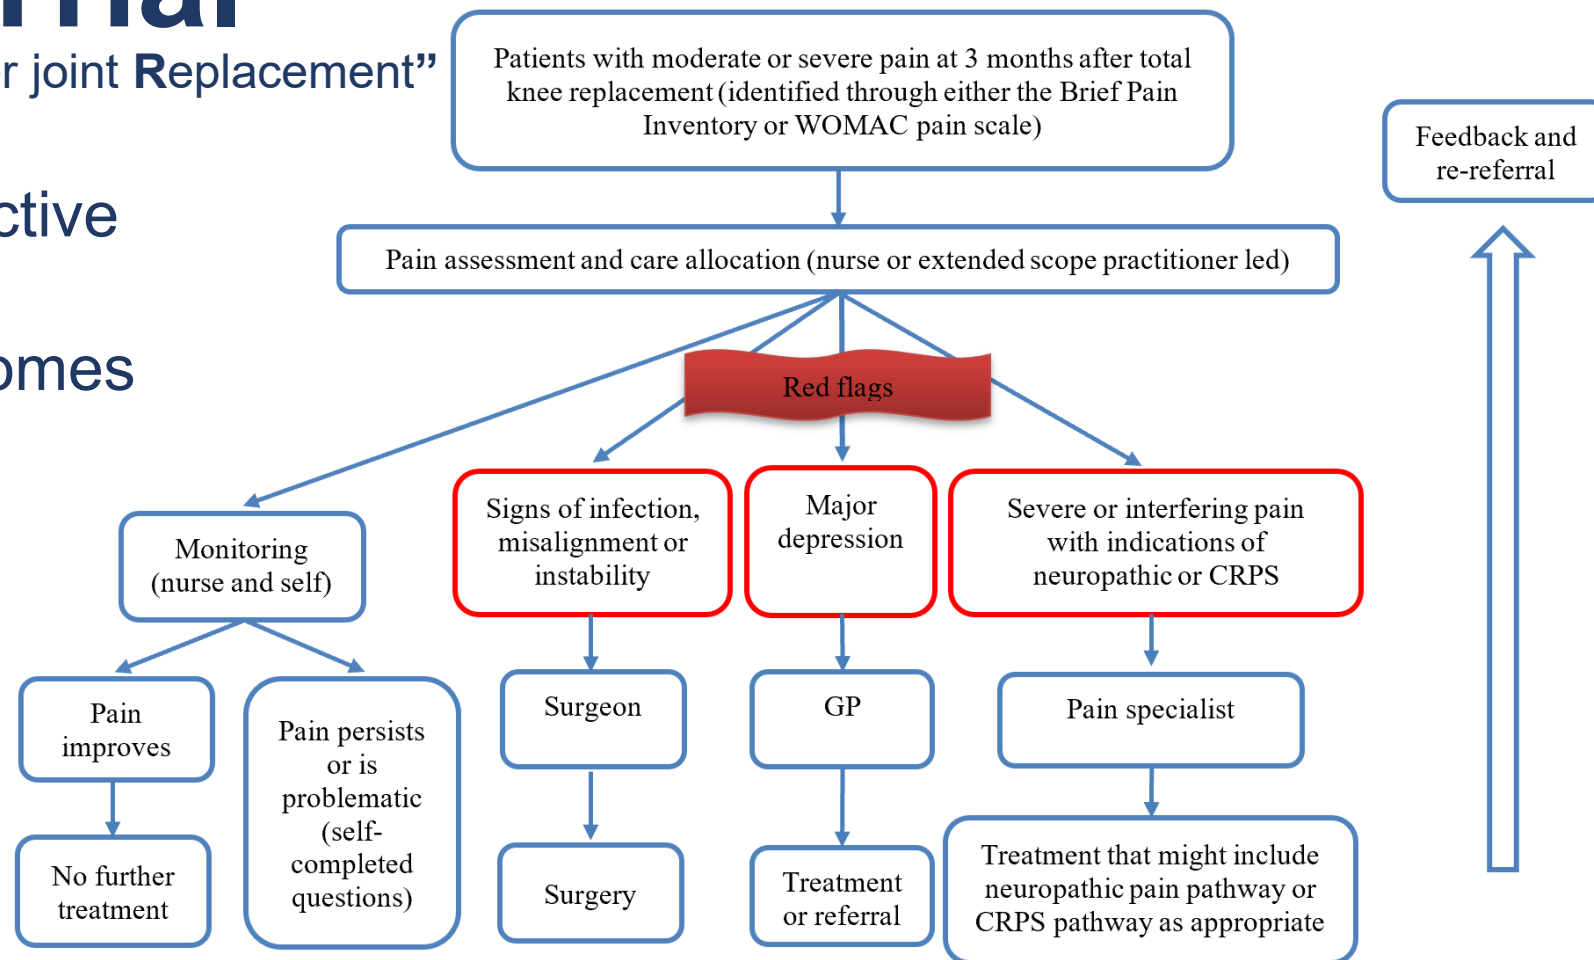 Trial
r joint Replacement”
ctive
omes
Patients with moderate or severe pain at 3 months after total
knee replacement (identified through either the Brief Pain
Inventory or WOMAC pain scale)
Feedback and
re-referral
Pain assessment and care allocation (nurse or extended scope practitioner led)
Red flags
Monitoring
(nurse and self)
Signs of infection,
misalignment or
instability
Major
depression
Severe or interfering pain
with indications of
neuropathic or CRPS
Pain
improves
Pain persists
or is
problematic
(self-
completed
questions)
Surgeon
GP
Pain specialist
No further
treatment
Surgery
Treatment
or referral
Treatment that might include
neuropathic pain pathway or
CRPS pathway as appropriate